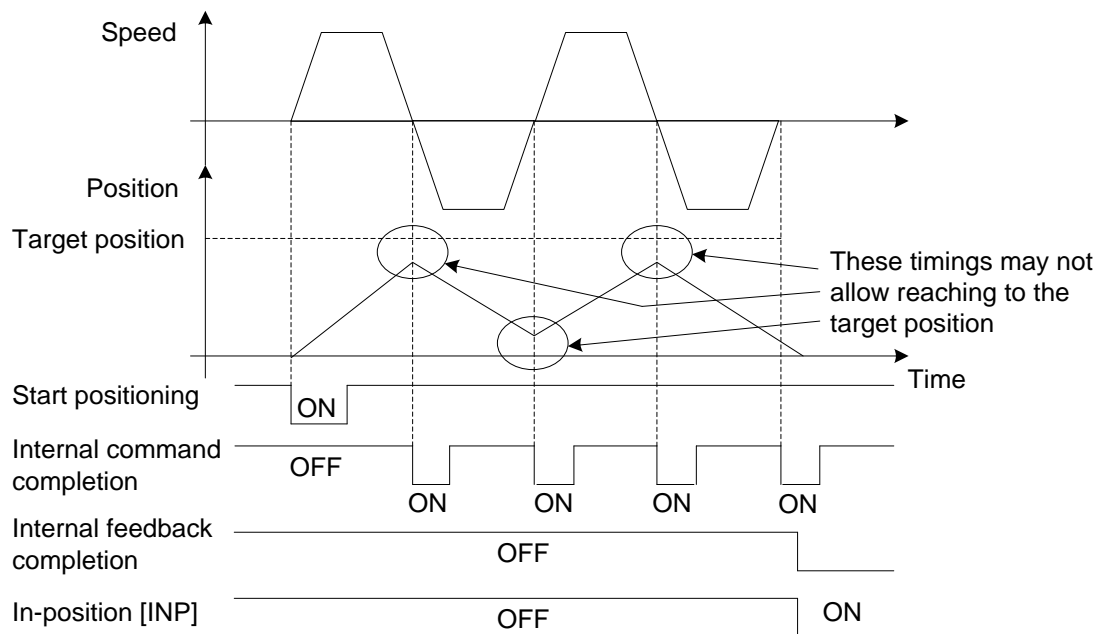 Speed
Position
Target position
These timings may not
allow reaching to the
target position
Time
Start positioning
ON
Internal command
completion
OFF
ON
ON
ON
ON
Internal feedback
completion
OFF
In-position [INP]
OFF
ON